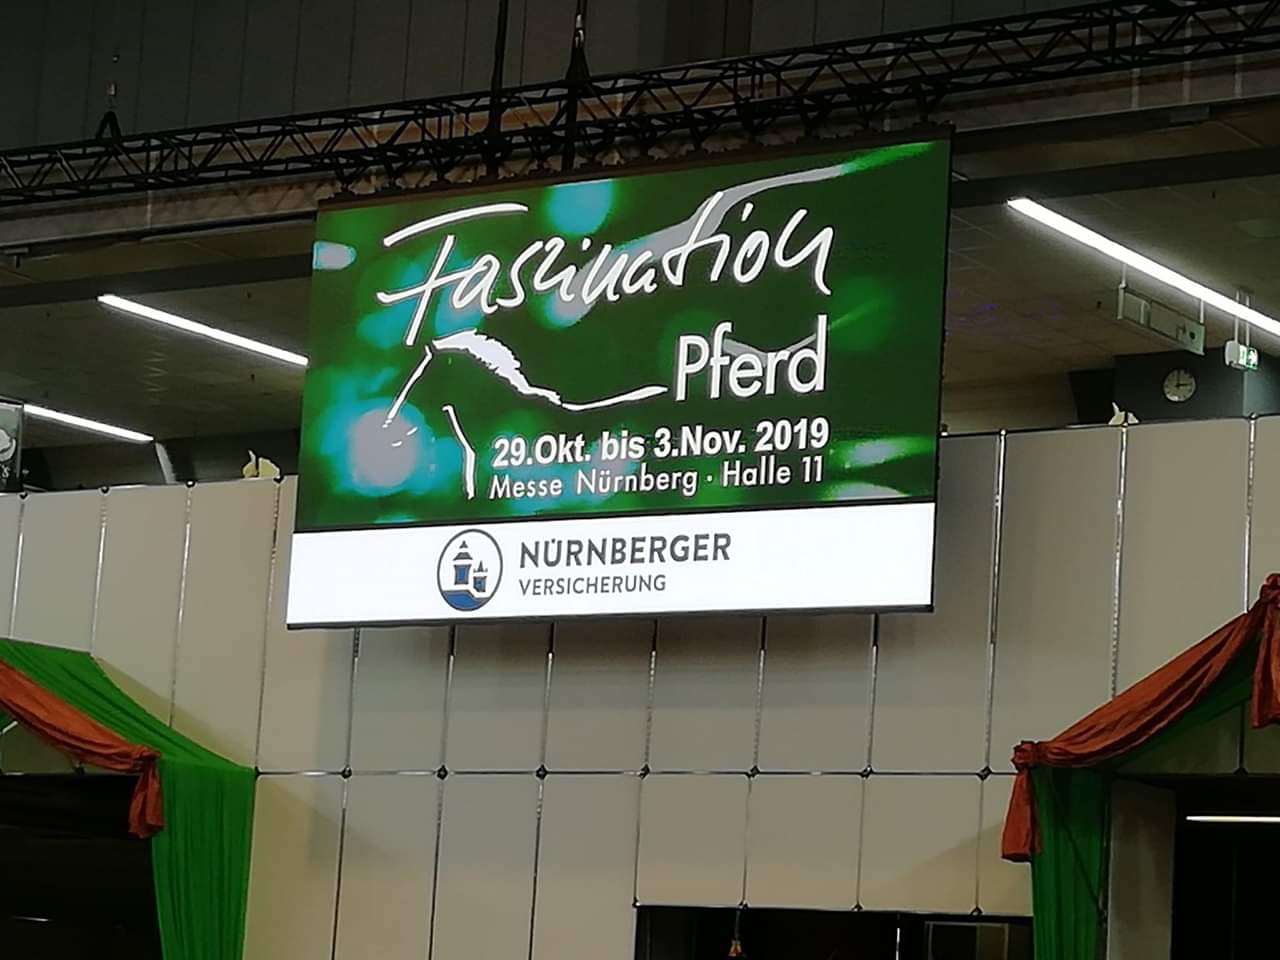 Faszination
Pferd
29.Okt. bis 3.Nov. 2019
Messe Nürnberg · Halle 11
NÜRNBERGER
VERSICHERUNG